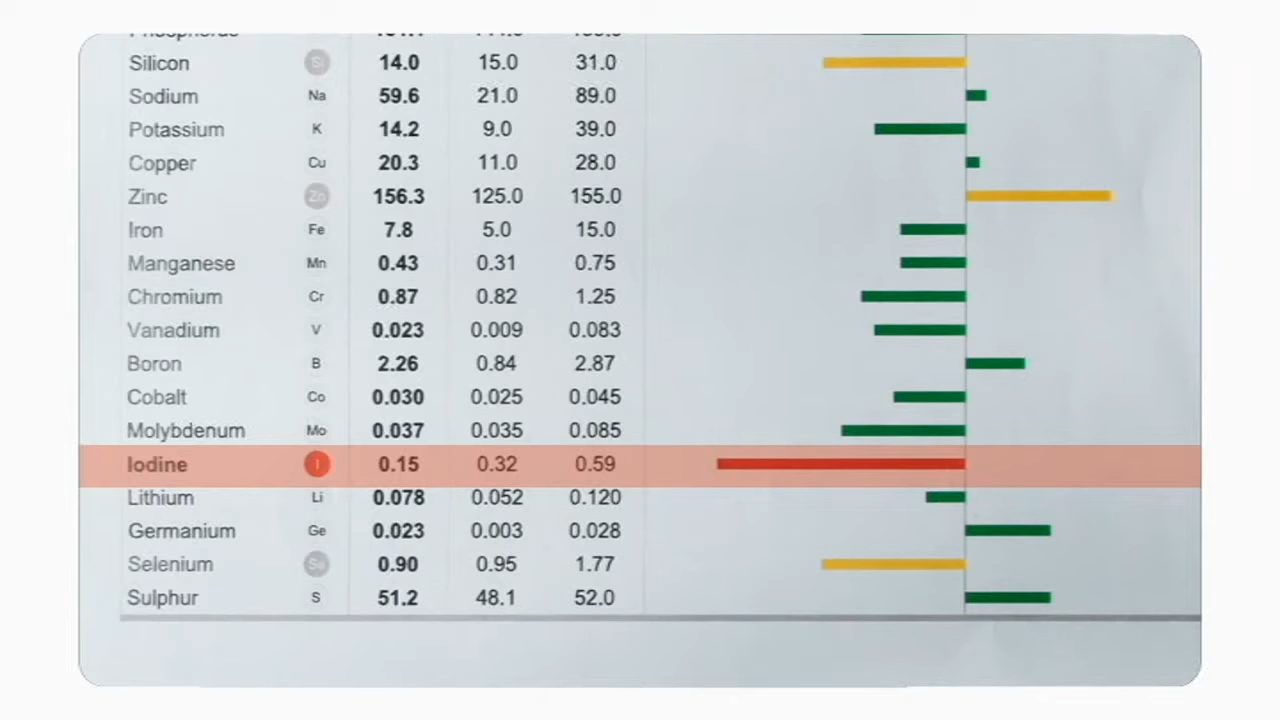 Silicon Si 14.0 15.0 31.0
Sodium Na 59.6 21.0 89.0
Potassium K 14.2 9.0 39.0
Copper Cu 20.3 11.0 28.0
Zinc Zn 156.3 125.0 155.0
Iron Fe 7.8 5.0 15.0
Manganese Mn 0.43 0.31 0.75
Chromium Cr 0.87 0.82 1.25
Vanadium V 0.023 0.009 0.083
Boron B 2.26 0.84 2.87
Cobalt Co 0.030 0.025 0.045
Molybdenum Mo 0.037 0.035 0.085
Iodine I 0.15 0.32 0.59
Lithium Li 0.078 0.052 0.120
Germanium Ge 0.023 0.003 0.028
Selenium Se 0.90 0.95 1.77
Sulphur S 51.2 48.1 52.0